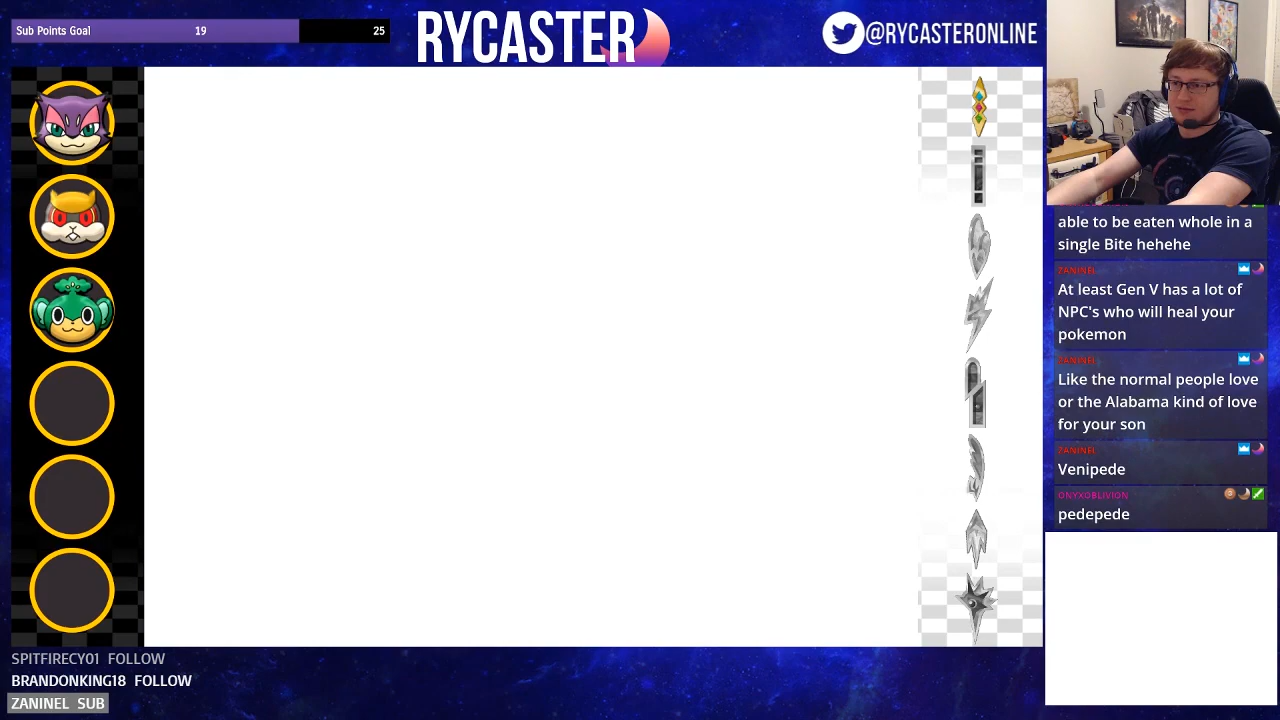 Sub Points Goal 19 25
RYCASTER
@RYCASTERONLINE
able to be eaten whole in a
single Bite hehehe
ZANINEL
At least Gen V has a lot of
NPC's who will heal your
pokemon
ZANINEL
Like the normal people love
or the Alabama kind of love
for your son
ZANINEL
Venipede
ONYXOBLIVION
pedepede
SPITFIRECY01 FOLLOW
BRANDONKING18 FOLLOW
ZANINEL SUB